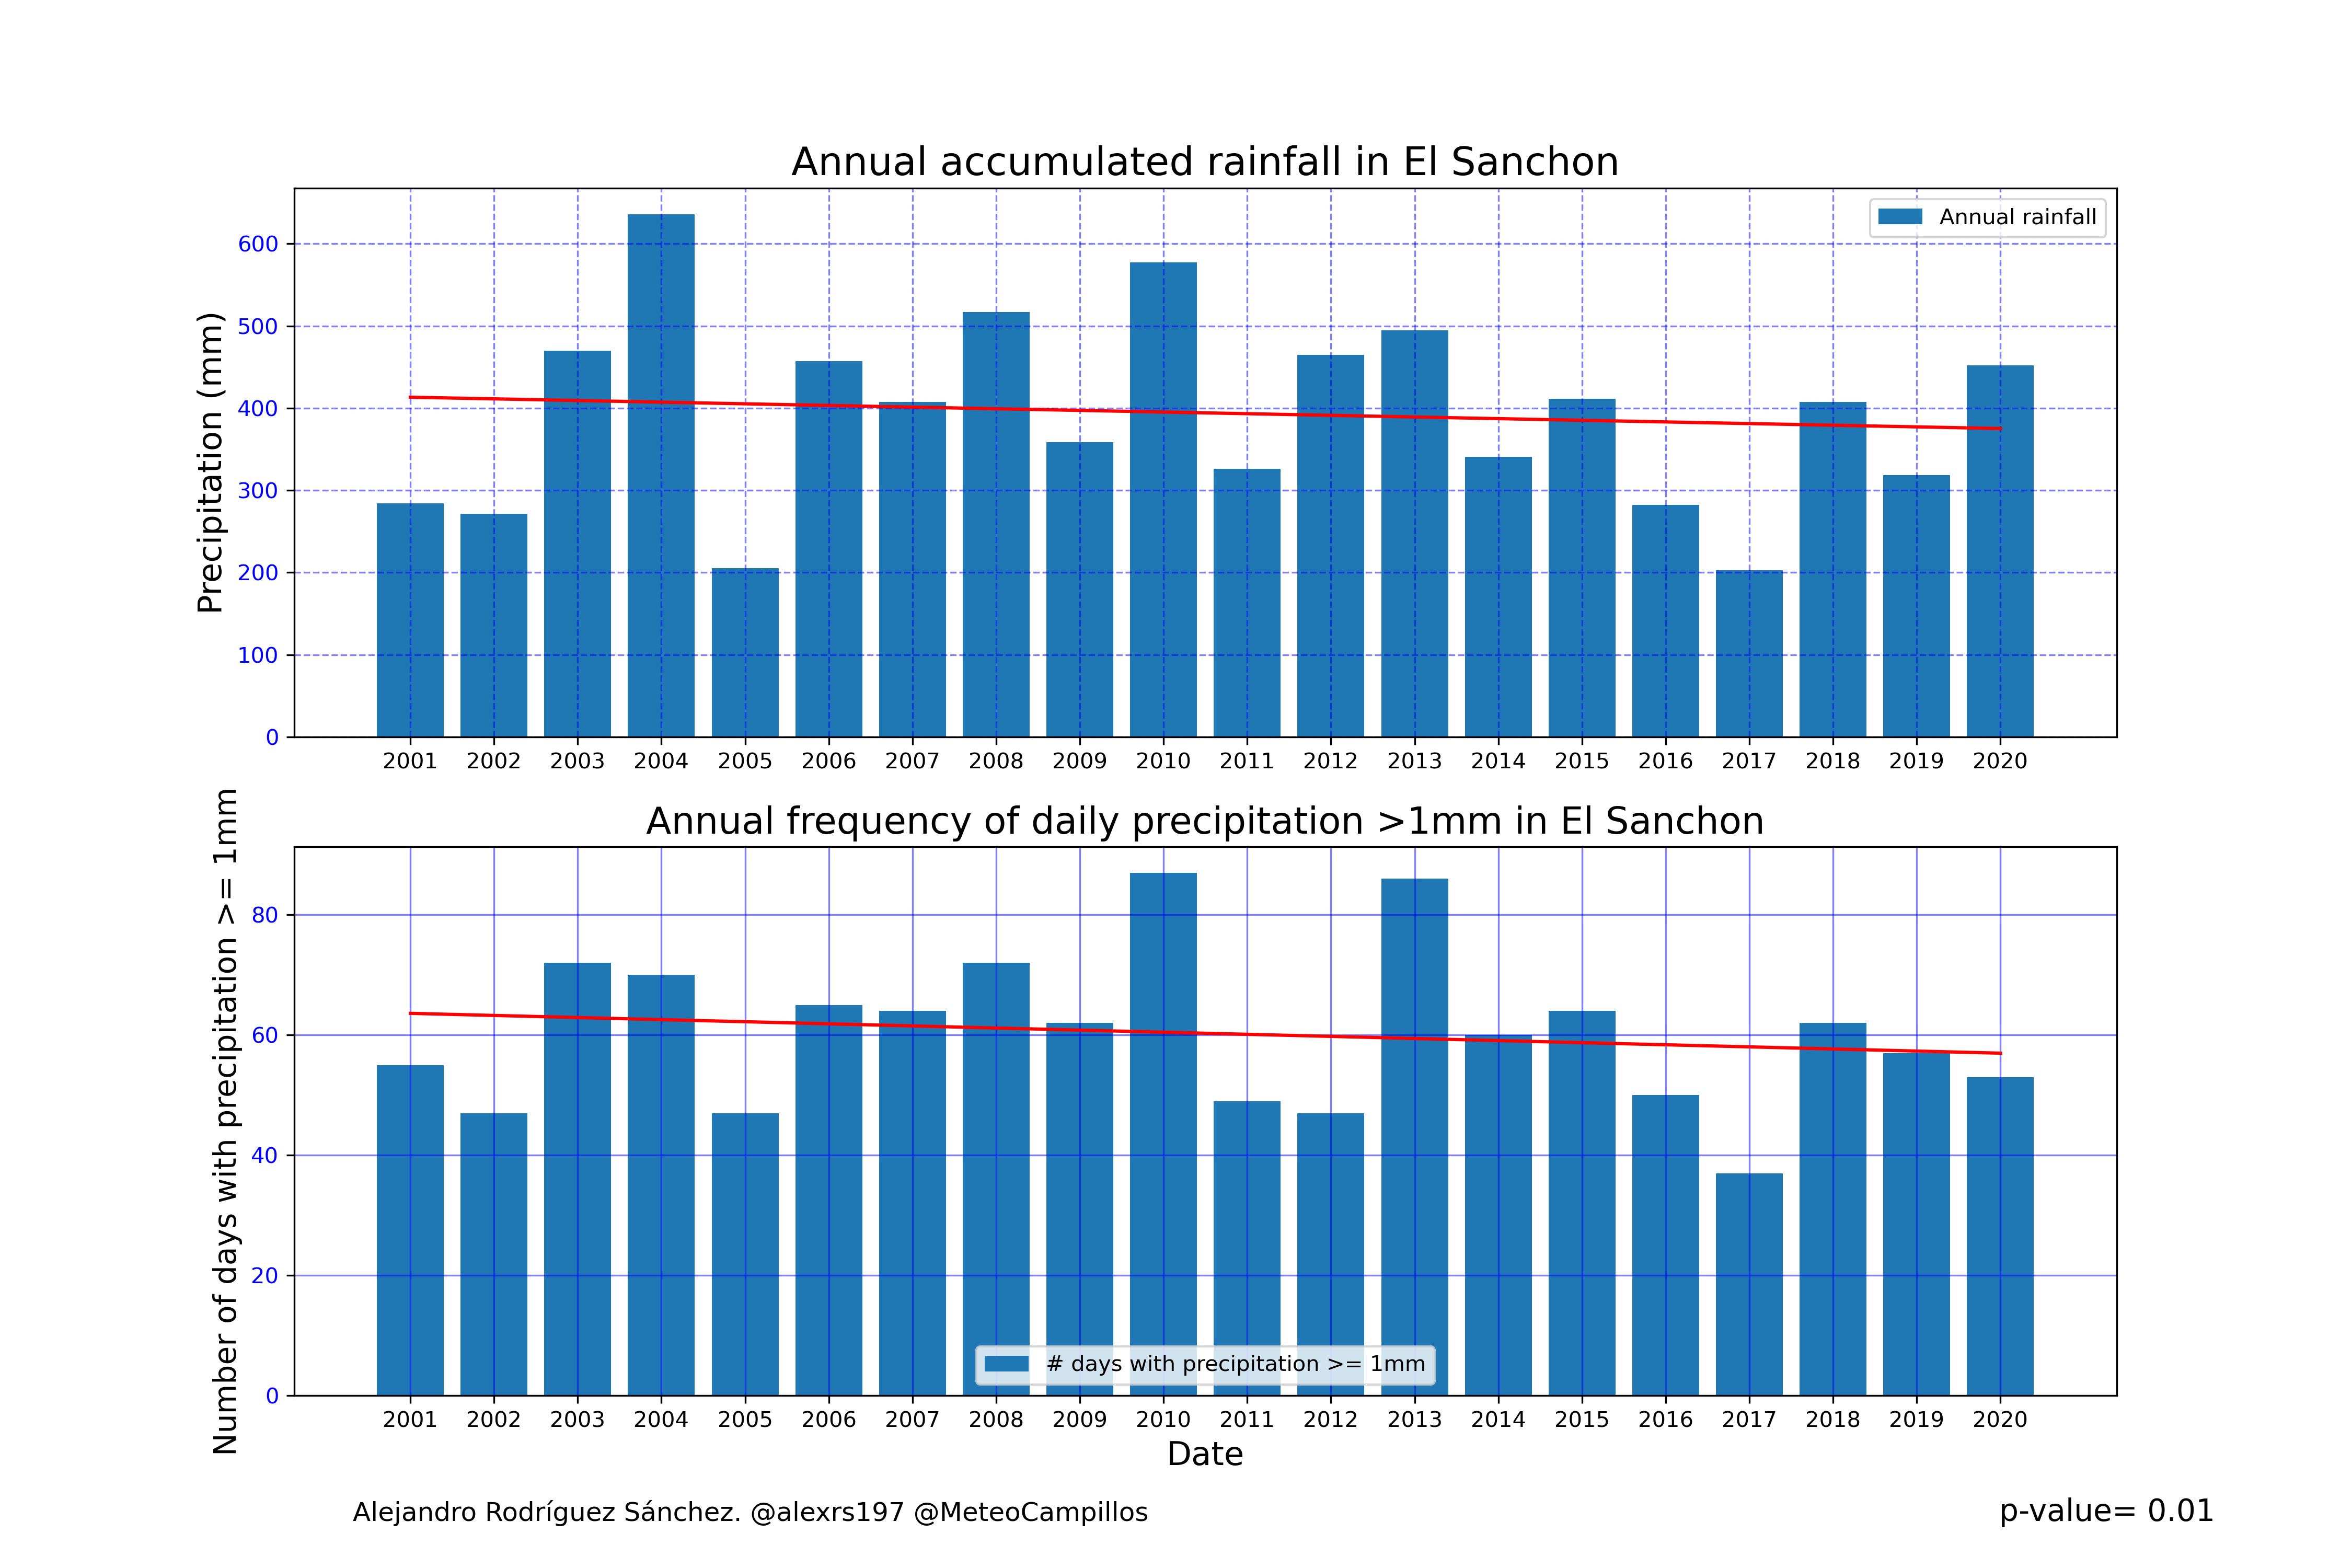 Annual accumulated rainfall in El Sanchon
Annual rainfall
Precipitation (mm)
600
500
400
300
200
100
0
2001 2002 2003 2004 2005 2006 2007 2008 2009 2010 2011 2012 2013 2014 2015 2016 2017 2018 2019 2020
Annual frequency of daily precipitation >1mm in El Sanchon
Number of days with precipitation >= 1mm
80
60
40
20
0
# days with precipitation >= 1mm
2001 2002 2003 2004 2005 2006 2007 2008 2009 2010 2011 2012 2013 2014 2015 2016 2017 2018 2019 2020
Date
Alejandro Rodríguez Sánchez. @alexrs197 @MeteoCampillos
p-value= 0.01